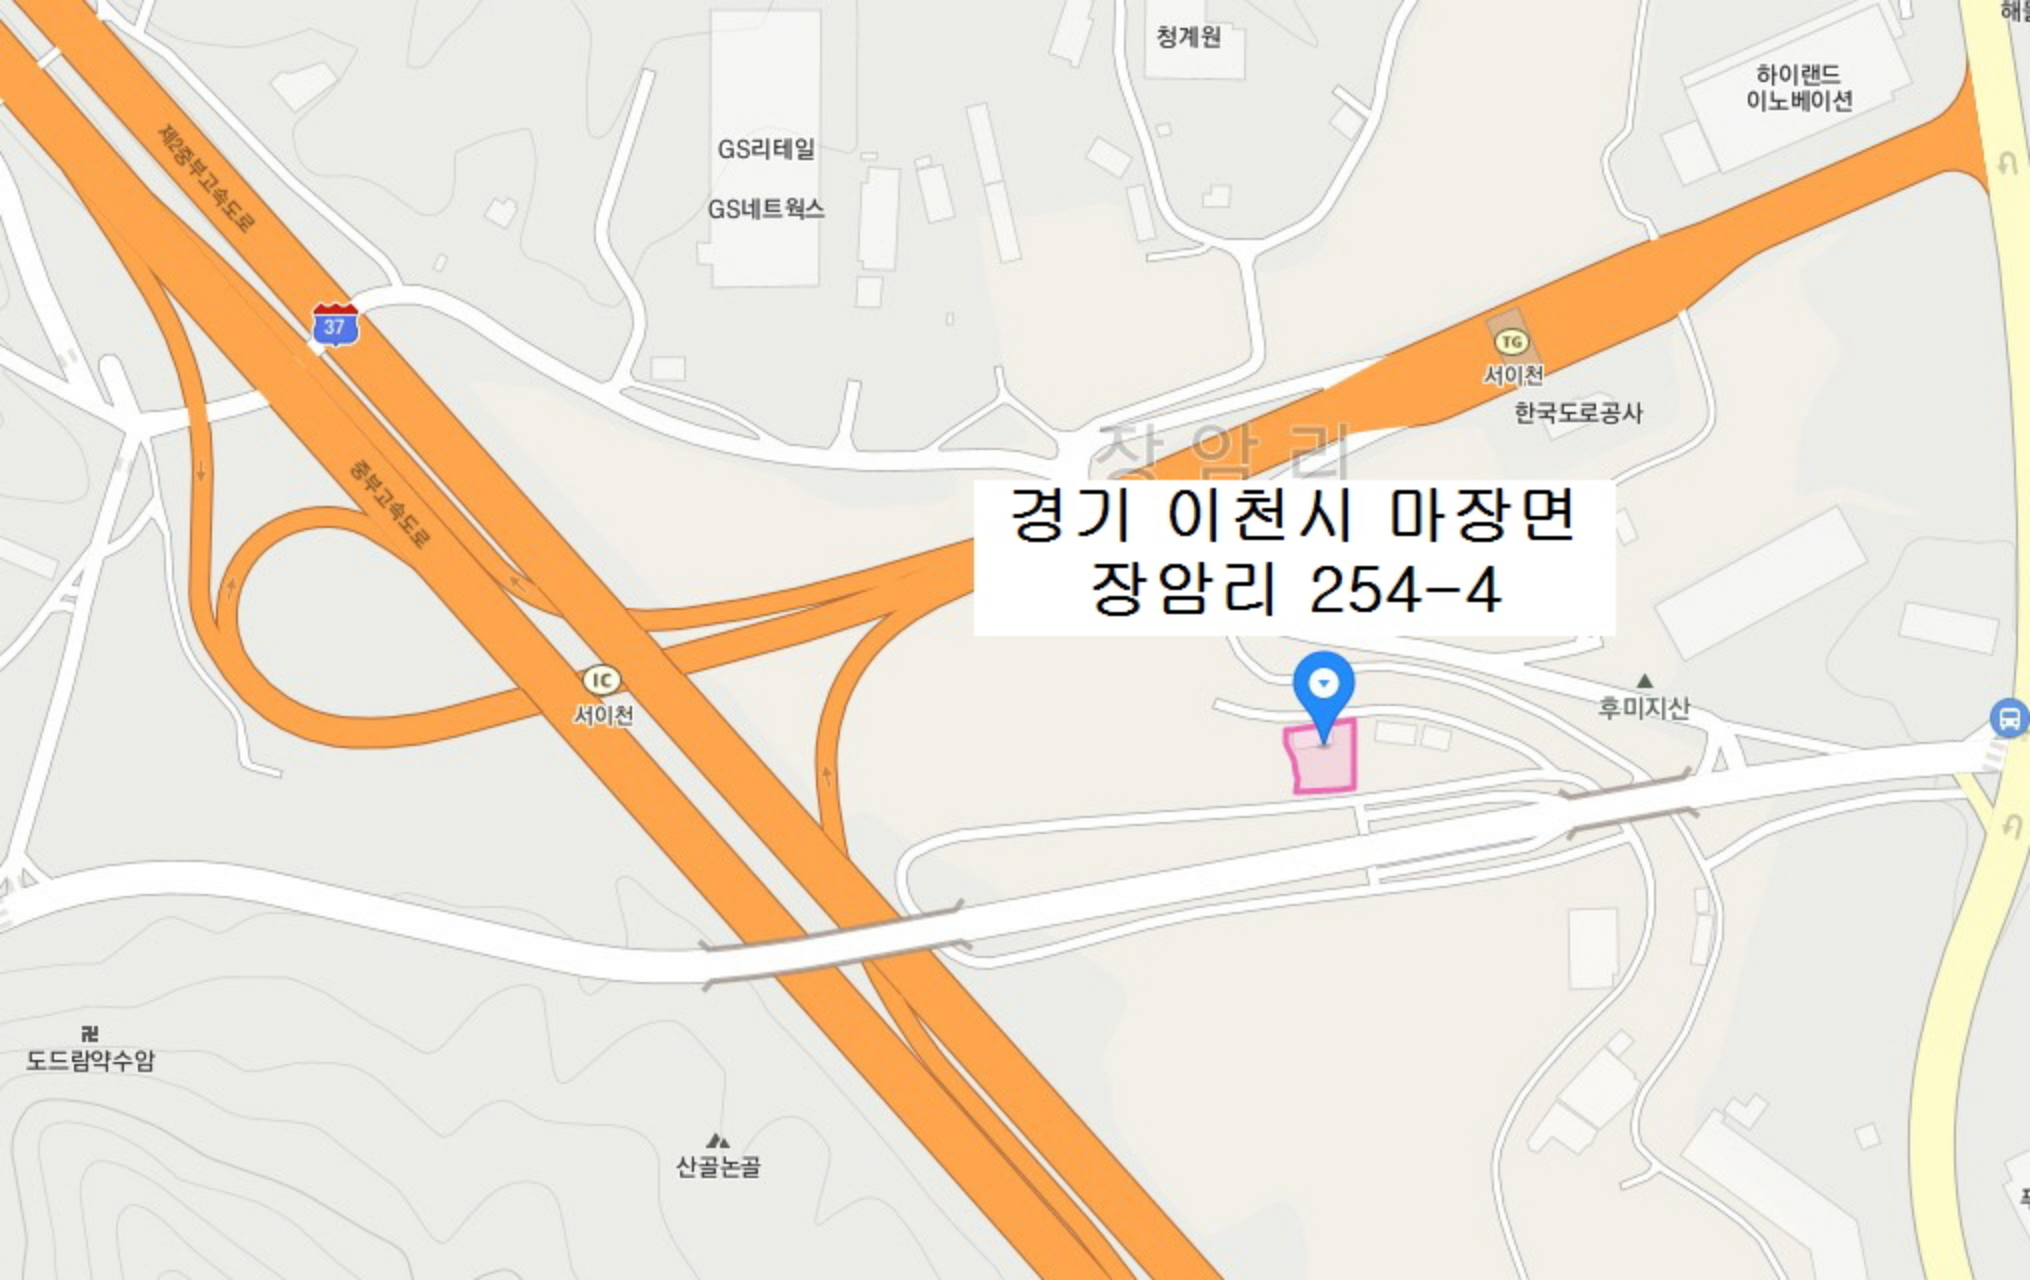 청계원
하이랜드
이노베이션
제2중부고속도로
GS리테일
GS네트웍스
37
TG
서이천
한국도로공사
장암리
중부고속도로
경기 이천시 마장면
장암리 254-4
IC
서이천
후미지산
도드람약수암
산골논골